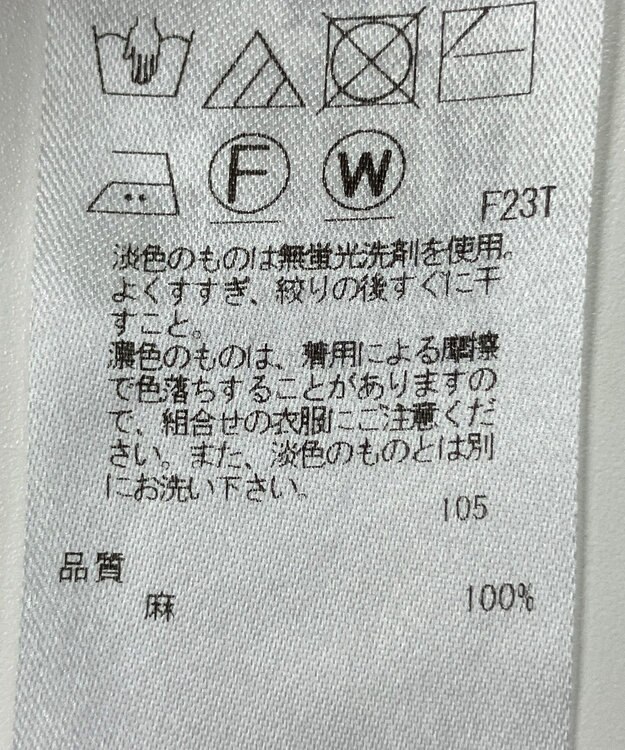 F W F23T
淡色のものは無蛍光洗剤を使用。
よくすすぎ、絞りの後すぐに干
すこと。
濃色のものは、着用による摩擦
で色落ちすることがありますの
で、組合せの衣服にご注意くだ
さい。また、淡色のものとは別
にお洗い下さい。
105
品質
麻 100%